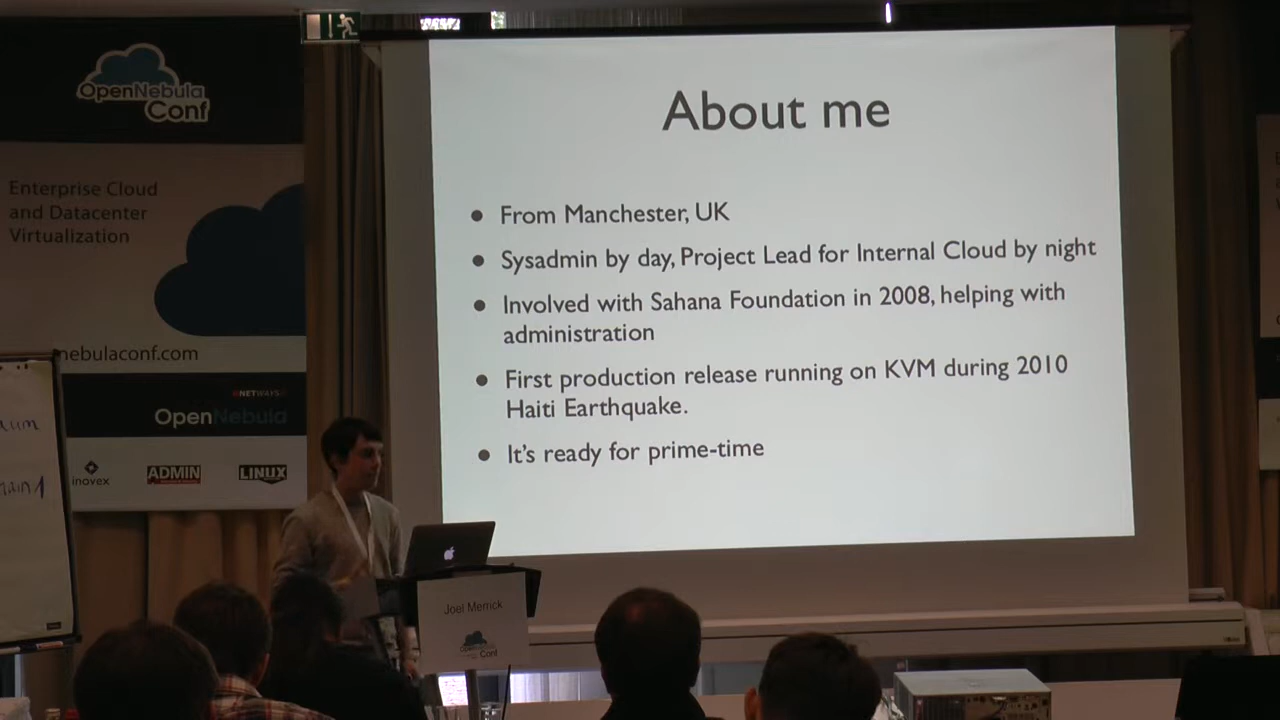 OpenNebula
Conf
Enterprise Cloud
and Datacenter
Virtualization
nebulaconf.com
NETWAYS
OpenNebula
inovex
ADMIN
LINUX
About me
• From Manchester, UK
• Sysadmin by day, Project Lead for Internal Cloud by night
• Involved with Sahana Foundation in 2008, helping with
administration
• First production release running on KVM during 2010
Haiti Earthquake.
• It's ready for prime-time
Joel Merrick
OpenNebula
Conf